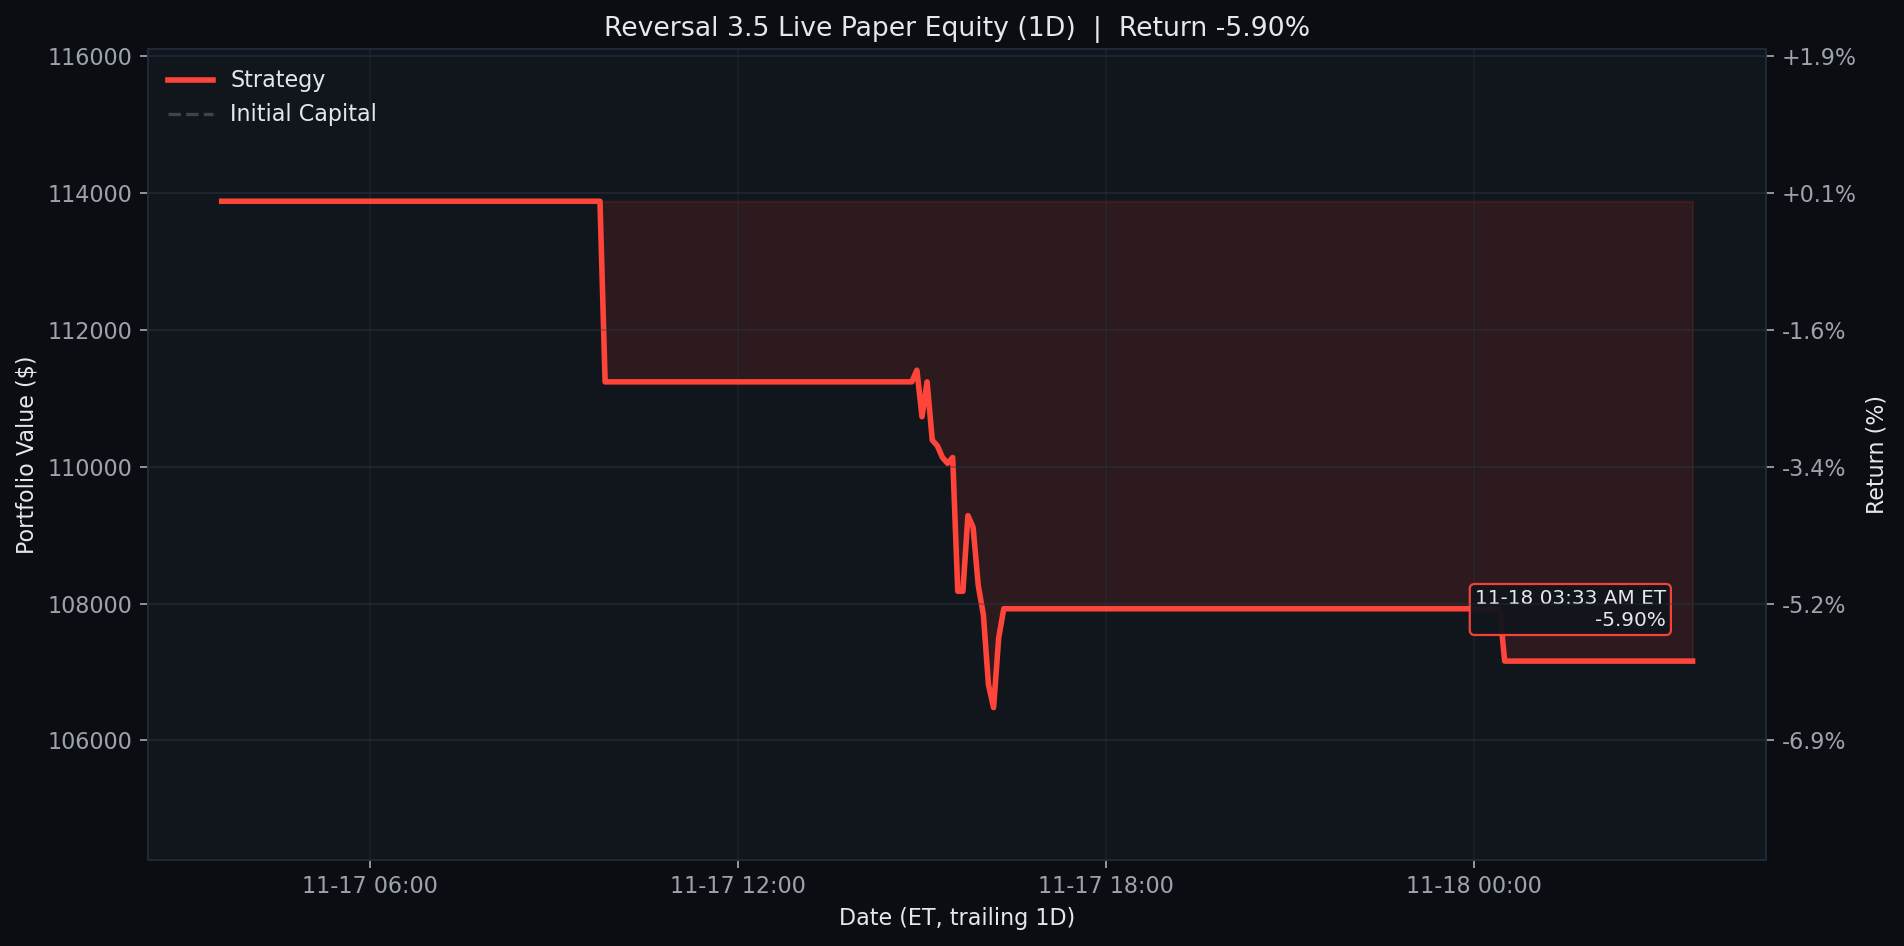 Reversal 3.5 Live Paper Equity (1D)  |  Return -5.90%
Strategy
Initial Capital
Portfolio Value ($)
116000
114000
112000
110000
108000
106000
+1.9%
+0.1%
-1.6%
-3.4%
-5.2%
-6.9%
Return (%)
11-18 03:33 AM ET
-5.90%
11-17 06:00
11-17 12:00
11-17 18:00
11-18 00:00
Date (ET, trailing 1D)